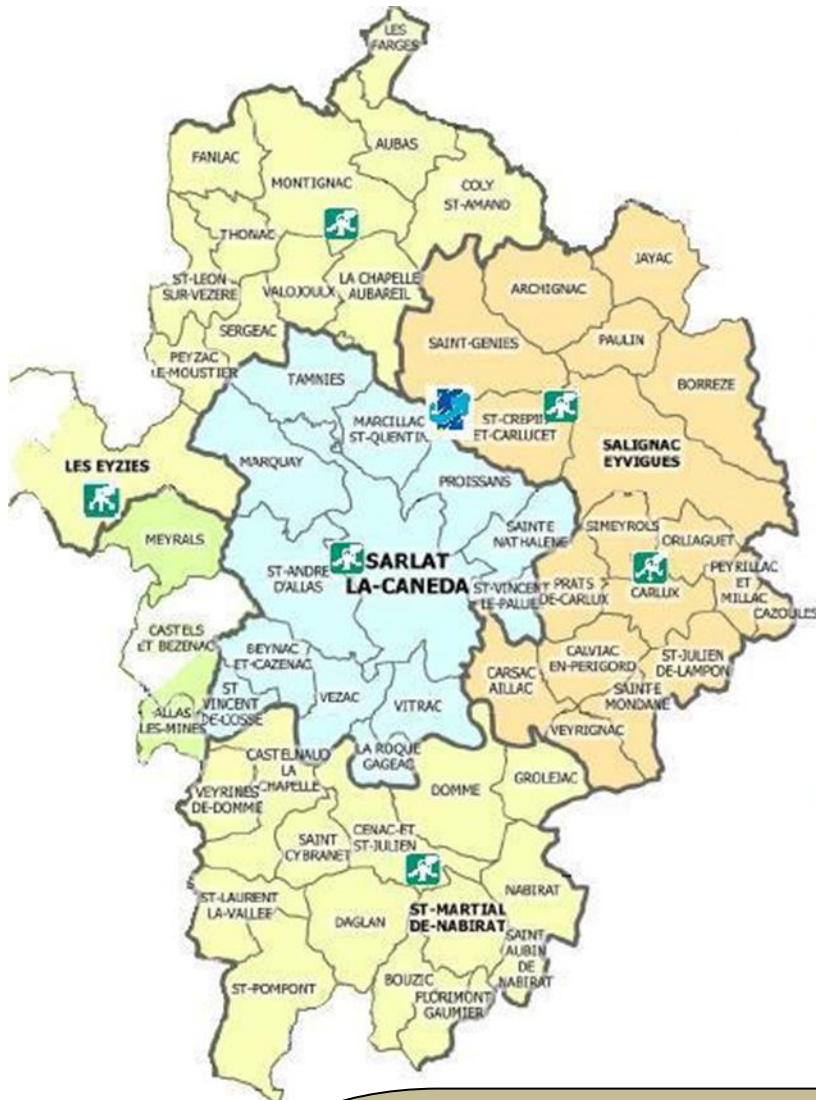 LES
FARGES
FANLAC
AUBAS
MONTIGNAC
COLY
ST-AMAND
THONAC
ST-LEON
SUR-VEZERE
VALOJOULX
LA CHAPELLE
AUBAREIL
SERGEAC
PEYZAC
LE-MOUSTIER
JAYAC
ARCHIGNAC
SAINT-GENIES
PAULIN
BORREZE
TAMNIES
MARCILLAC
ST-QUENTIN
ST-CREPIN
ET-CARLUCET
SALIGNAC
EYVIGUES
LES EYZIES
MARQUAY
PROISSANS
MEYRALS
SAINTE
NATHALENE
SIMEYROLS
ORLIAGUET
ST-ANDRE
D'ALLAS
SARLAT
LA-CANEDA
ST-VINCENT
LE-PALUEL
PRATS
DE-CARLUX
CARLUX
PEYRILLAC
ET
MILLAC
CAZOULES
CASTELS
ET BEZENAC
BEYNAC
ET-CAZENAC
CARSAC
AILLAC
CALVIAC
EN-PERIGORD
ST-JULIEN
DE-LAMPON
SAINTE
MONDANE
ALLAS
LES-MINES
ST
VINCENT
DE-COSSE
VEZAC
VITRAC
VEYRIGNAC
LA ROQUE
GAGEAC
CASTELNAUD
LA
CHAPELLE
VEYRINES
DE-DOMME
DOMME
GROLEJAC
SAINT
CYBRANET
CENAC-ET
ST-JULIEN
ST-LAURENT
LA-VALLEE
DAGLAN
ST-MARTIAL
DE-NABIRAT
NABIRAT
SAINT
AUBIN
DE
NABIRAT
ST-POMPONT
BOUZIC
FLORIMONT
GAUMIER